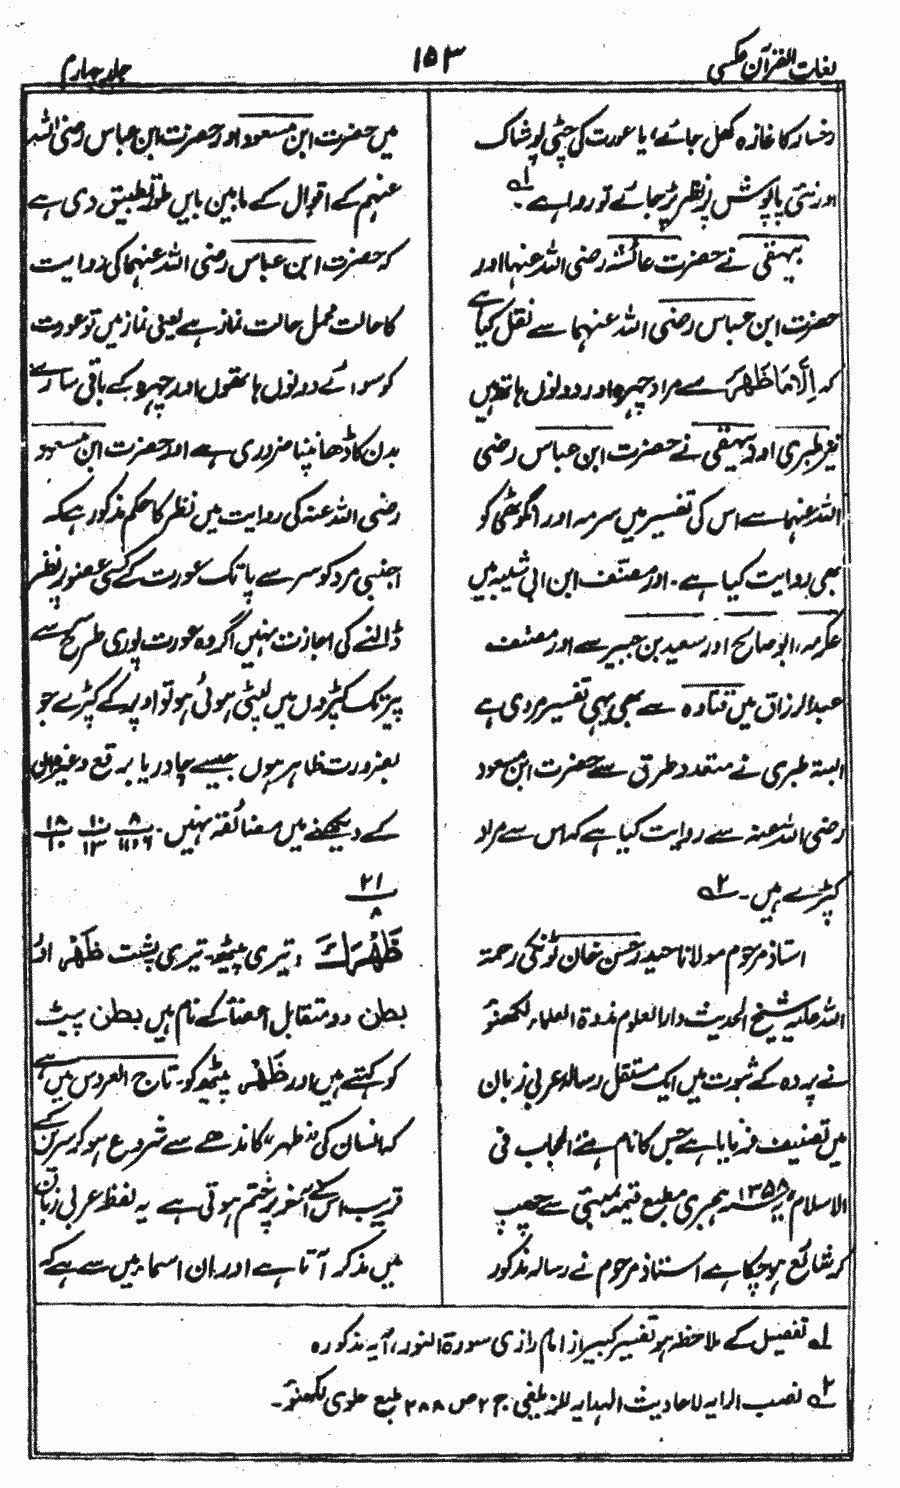 لغات القرآن عکسی
۱۵۳
جلد چہارم
رخسار کا غازہ کھل جائے، یا عورت کی چٹی پوشاک
اور نئی پاپوش پر نظر پڑ جائے تو روا ہے ۔ ۱ھ
بیہقی نے حضرت عائشہ رضی اللہ عنہا اور
حضرت ابن عباس رضی اللہ عنہما سے نقل کیا ہے
کہ اِلَّا مَا ظَهَرَ سے مراد چہرہ اور دونوں ہاتھ ہیں
نیز طبری اور بیہقی نے حضرت ابن عباس رضی
اللہ عنہما سے اس کی تفسیر میں سرمہ اور انگوٹھی کو
بھی روایت کیا ہے ۔ اور مصنف ابن ابی شیبہ میں
عکرمہ، ابو صالح اور سعید بن جبیر سے اور مصنف
عبدالرزاق میں قتادہ سے بھی یہی تفسیر مروی ہے
البتہ طبری نے متعدد طرق سے حضرت ابن مسعود
رضی اللہ عنہ سے روایت کیا ہے کہ اس سے مراد
کپڑے ہیں ۔ ۲ھ
استاذ مرحوم مولانا حیدر حسن خان ٹونکی رحمۃ
اللہ علیہ شیخ الحدیث دارالعلوم ندوۃ العلماء لکھنؤ
نے پردہ کے ثبوت میں ایک مستقل رسالہ عربی زبان
میں تصنیف فرمایا ہے جس کا نام ہے الحجاب فی
الاسلام یہ ۱۳۵۵ ہجری مطبع قیمہ بمبئی سے چھپ
کر شائع ہو چکا ہے استاذ مرحوم نے رسالہ مذکور
میں حضرت ابن مسعود اور حضرت ابن عباس رضی اللہ
عنہم کے اقوال کے مابین بایں طور تطبیق دی ہے
کہ حضرت ابن عباس رضی اللہ عنہما کی روایت
کا حالت محمل حالت نماز ہے یعنی نماز میں تو عورت
کو سوائے دونوں ہاتھوں اور چہرہ کے باقی سارے
بدن کا ڈھانپنا ضروری ہے اور حضرت ابن مسعود
رضی اللہ عنہ کی روایت میں نظر کا حکم مذکور ہے کہ
اجنبی مرد کو سر سے پا تک عورت کے کسی عضو پر نظر
ڈالنے کی اجازت نہیں اگر وہ عورت پوری طرح سے
پیر تک کپڑوں میں لپٹی ہوئی ہو تو اوپر کے کپڑے جو
بضرورت ظاہر ہوں جیسے چادر یا برقع وغیرہ ان
کے دیکھنے میں مضائقہ نہیں ۔ ۸/۱۱،۱۶ ۱۰/۱۳ ۱۸/۱۰
۲۱/۸
ظَهْرَكَ ، تیری پیٹھ ۔ تیری پشت ظَهْر اور
بطن دو متقابل اعضا کے نام ہیں بطن پیٹ
کو کہتے ہیں اور ظَهْر پیٹھ کو ۔ تاج العروس میں ہے
کہ انسان کی ”ظہر“ کاندھے سے شروع ہو کر سرین کے
قریب اس کے آخر پر ختم ہوتی ہے یہ لفظ عربی زبان
میں مذکر آتا ہے اور ان اسماء میں سے ہے کہ
۱ھ تفصیل کے ملاحظہ ہو تفسیر کبیر از امام رازی سورۃ النور، آیہ مذکورہ
۲ھ نصب الرایہ لاحادیث الہدایہ للزیلعی ج ۲ ص ۲۸۸ طبع علوی لکھنؤ ۔